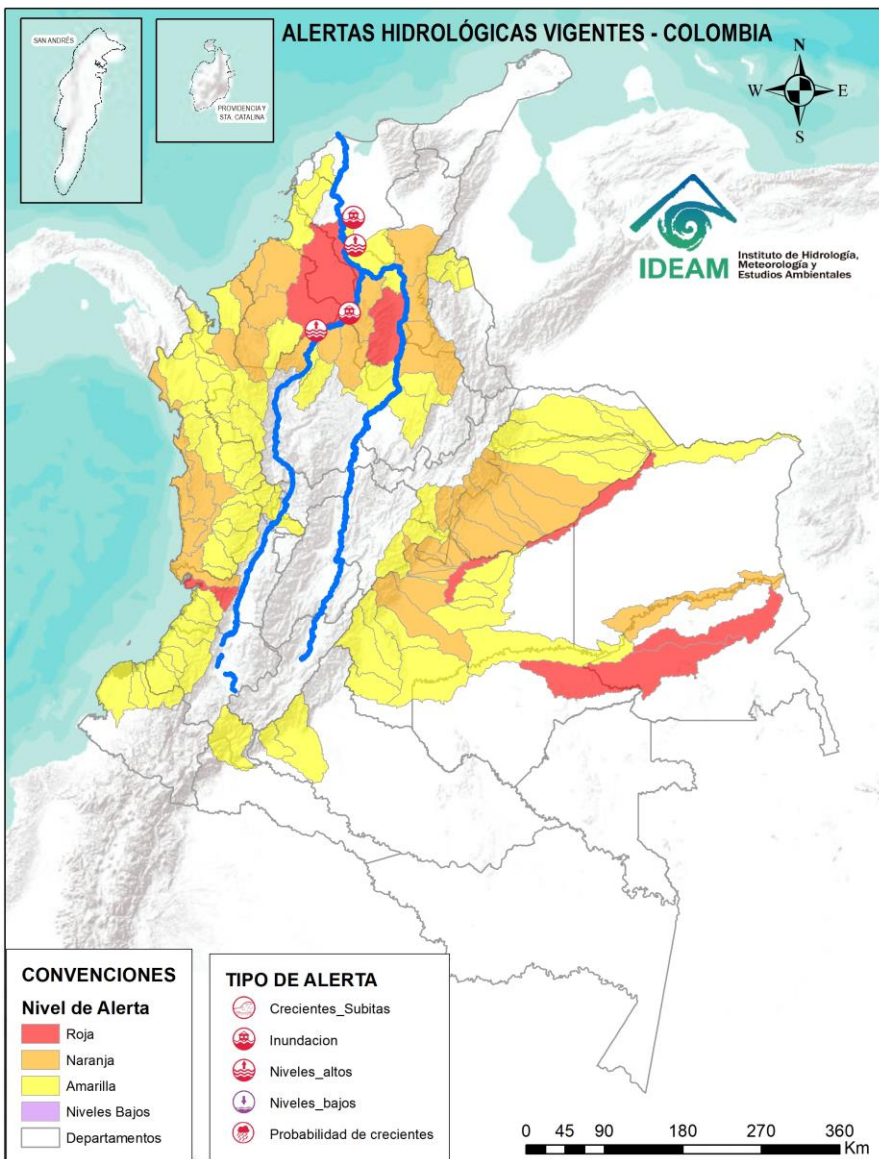 ALERTAS HIDROLÓGICAS VIGENTES - COLOMBIA
SAN ANDRÉS
PROVIDENCIA Y
STA. CATALINA
N
W E
S
IDEAM
Instituto de Hidrología,
Meteorología y
Estudios Ambientales
CONVENCIONES
Nivel de Alerta
Roja
Naranja
Amarilla
Niveles Bajos
Departamentos
TIPO DE ALERTA
Crecientes_Subitas
Inundacion
Niveles_altos
Niveles_bajos
Probabilidad de crecientes
0 45 90 180 270 360
Km